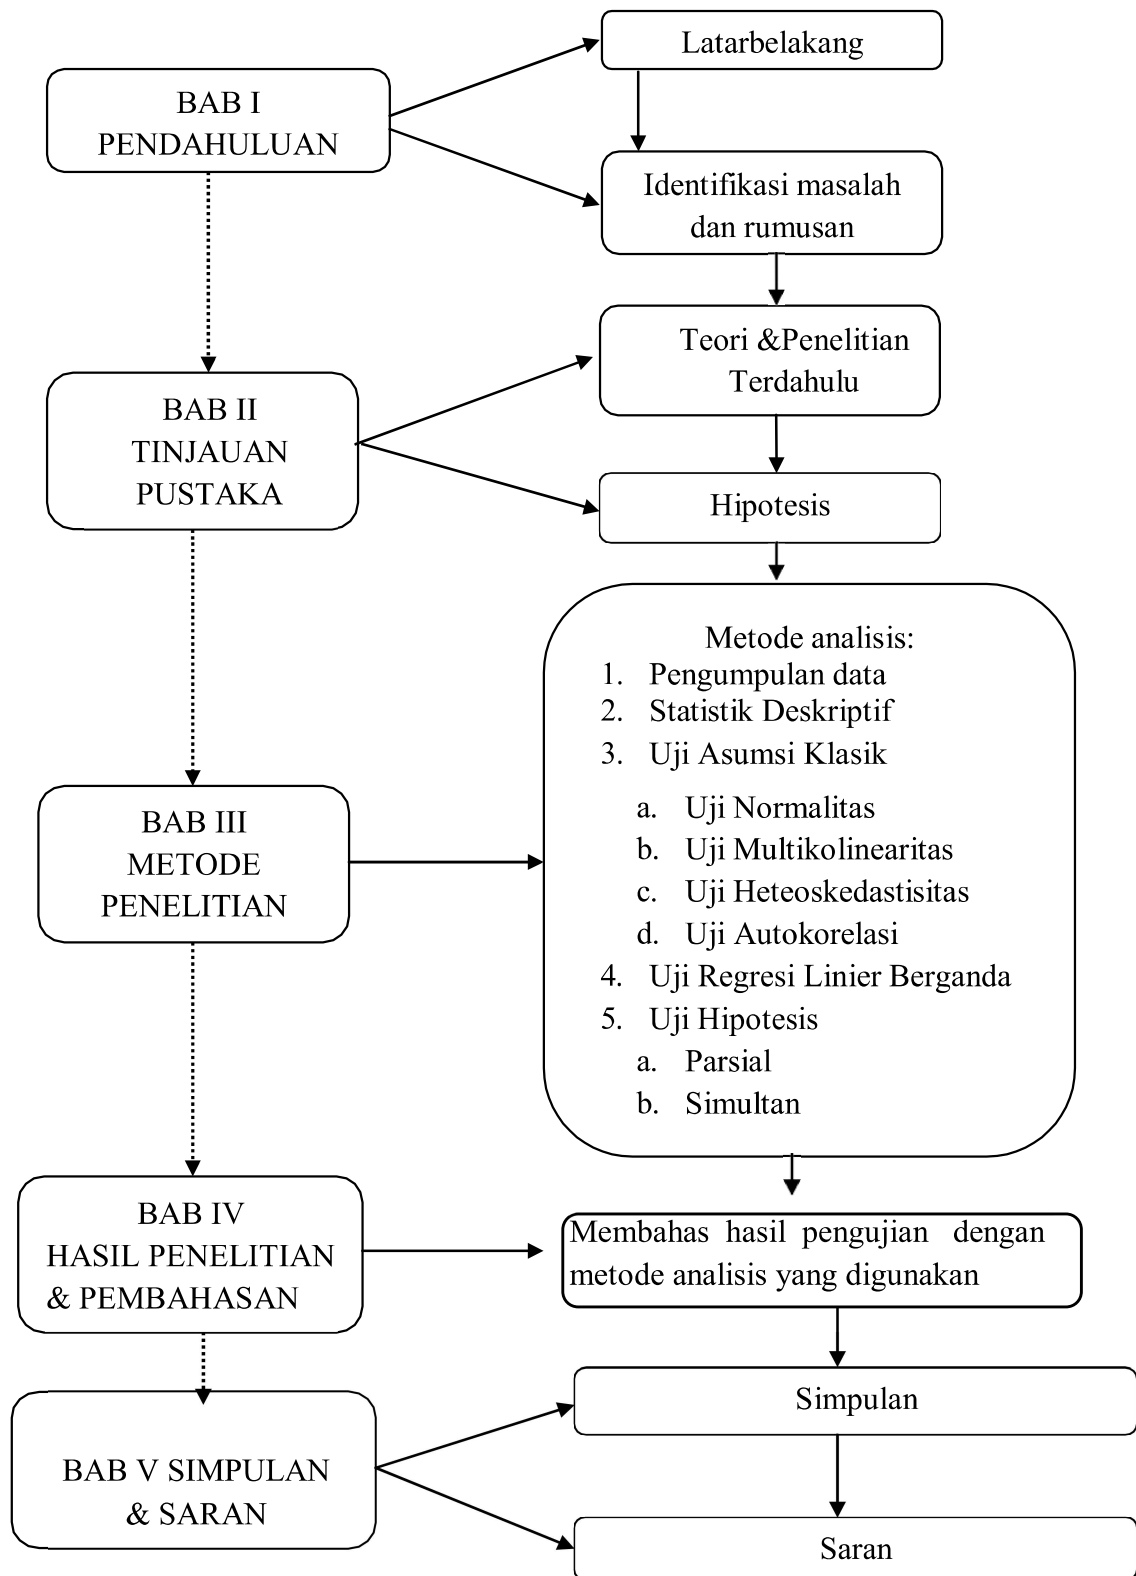 Latarbelakang
BAB I
PENDAHULUAN
Identifikasi masalah
dan rumusan
Teori &Penelitian
Terdahulu
BAB II
TINJAUAN
PUSTAKA
Hipotesis
Metode analisis:
1. Pengumpulan data
2. Statistik Deskriptif
3. Uji Asumsi Klasik
a. Uji Normalitas
b. Uji Multikolinearitas
c. Uji Heteoskedastisitas
d. Uji Autokorelasi
4. Uji Regresi Linier Berganda
5. Uji Hipotesis
a. Parsial
b. Simultan
BAB III
METODE
PENELITIAN
BAB IV
HASIL PENELITIAN
& PEMBAHASAN
Membahas hasil pengujian dengan
metode analisis yang digunakan
Simpulan
BAB V SIMPULAN
& SARAN
Saran